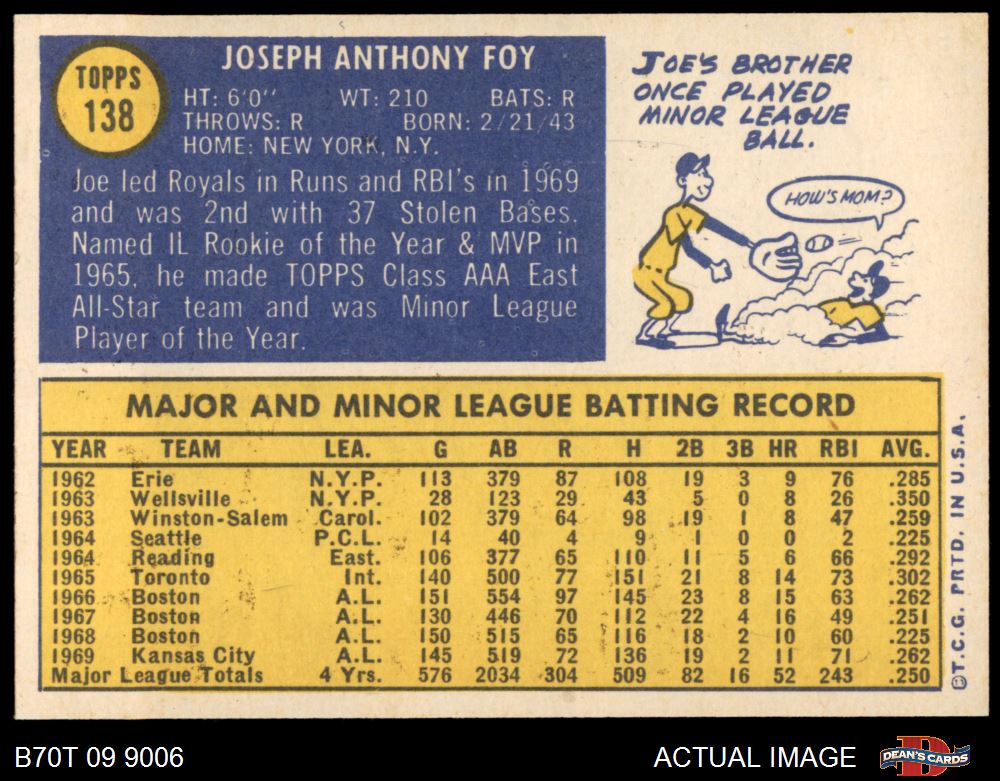 TOPPS
138
JOSEPH ANTHONY FOY
HT: 6'0'' WT: 210 BATS: R
THROWS: R BORN: 2/21/43
HOME: NEW YORK, N.Y.
Joe led Royals in Runs and RBI's in 1969
and was 2nd with 37 Stolen Bases.
Named IL Rookie of the Year & MVP in
1965, he made TOPPS Class AAA East
All-Star team and was Minor League
Player of the Year.
JOE'S BROTHER
ONCE PLAYED
MINOR LEAGUE
BALL.
HOW'S MOM?
MAJOR AND MINOR LEAGUE BATTING RECORD
YEAR TEAM LEA. G AB R H 2B 3B HR RBI AVG.
1962 Erie N.Y.P. 113 379 87 108 19 3 9 76 .285
1963 Wellsville N.Y.P. 28 123 29 43 5 0 8 26 .350
1963 Winston-Salem Carol. 102 379 64 98 19 1 8 47 .259
1964 Seattle P.C.L. 14 40 4 9 1 0 0 2 .225
1964 Reading East. 106 377 65 110 11 5 6 66 .292
1965 Toronto Int. 140 500 77 151 21 8 14 73 .302
1966 Boston A.L. 151 554 97 145 23 8 15 63 .262
1967 Boston A.L. 130 446 70 112 22 4 16 49 .251
1968 Boston A.L. 150 515 65 116 18 2 10 60 .225
1969 Kansas City A.L. 145 519 72 136 19 2 11 71 .262
Major League Totals 4 Yrs. 576 2034 304 509 82 16 52 243 .250
©T.C.G. PRTD. IN U.S.A.
B70T 09 9006
ACTUAL IMAGE
DEAN'S CARDS